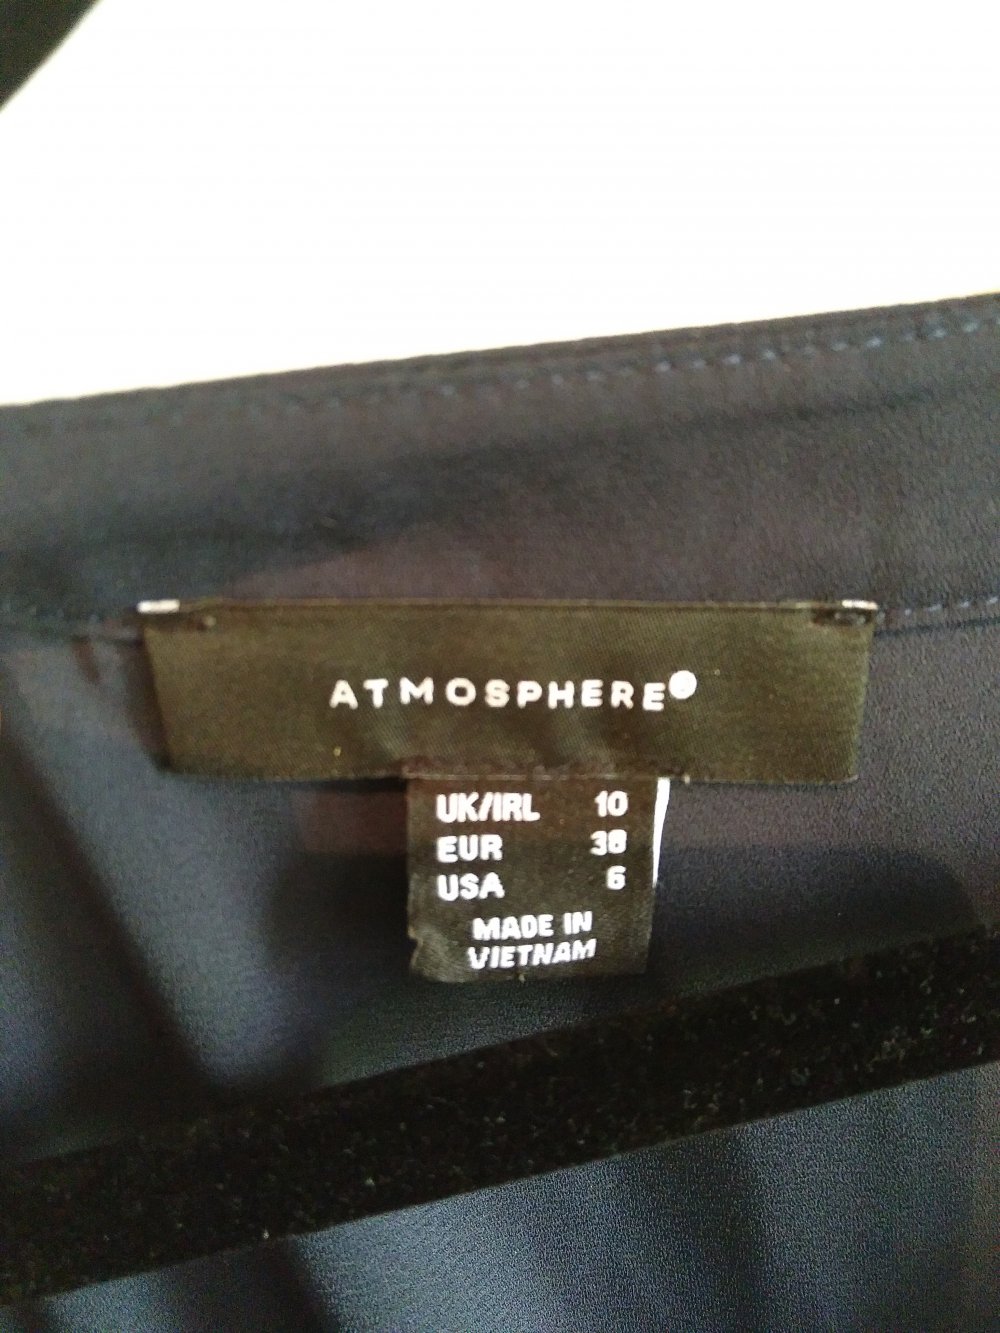 ATMOSPHERE
UK/IRL 10
EUR 38
USA 6
MADE IN
VIETNAM